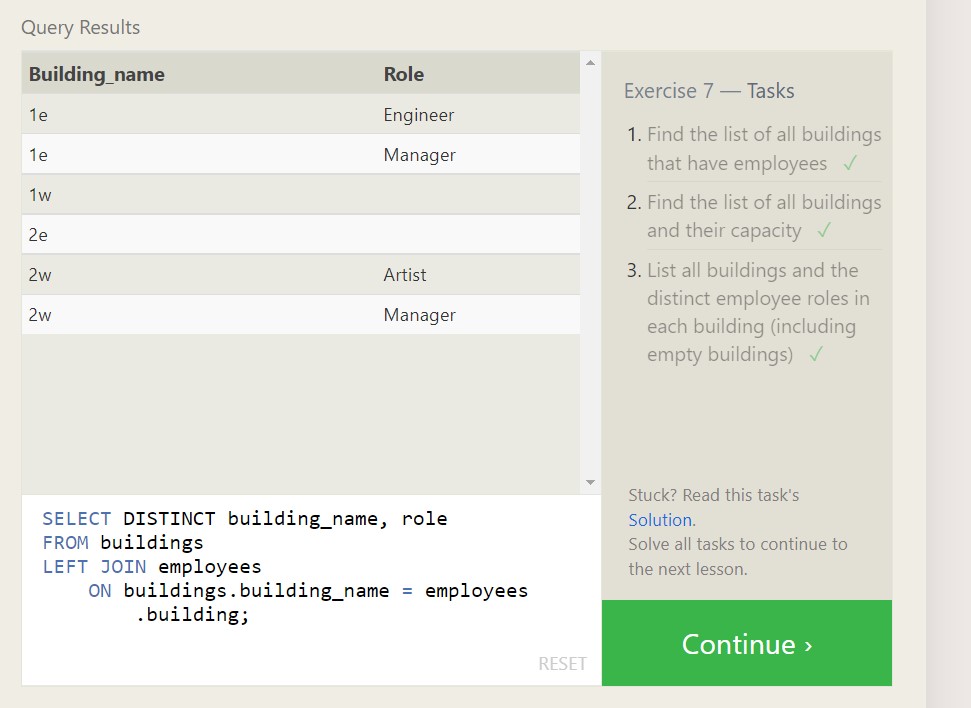 Query Results
Building_name Role
1e Engineer
1e Manager
1w
2e
2w Artist
2w Manager
SELECT DISTINCT building_name, role
FROM buildings
LEFT JOIN employees
ON buildings.building_name = employees
.building;
RESET
Exercise 7 — Tasks
1. Find the list of all buildings
that have employees ✓
2. Find the list of all buildings
and their capacity ✓
3. List all buildings and the
distinct employee roles in
each building (including
empty buildings) ✓
Stuck? Read this task's
Solution.
Solve all tasks to continue to
the next lesson.
Continue ›